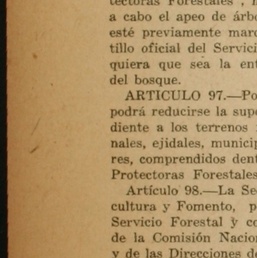 tectoras Forestales", n
a cabo el apeo de árbo
esté previamente marc
tillo oficial del Servici
quiera que sea la ent
del bosque.
ARTICULO 97.—Po
podrá reducirse la supe
diente a los terrenos
nales, ejidales, municip
res, comprendidos dent
Protectoras Forestales
Artículo 98.—La Se
cultura y Fomento, p
Servicio Forestal y co
de la Comisión Nacion
y de las Direcciones de